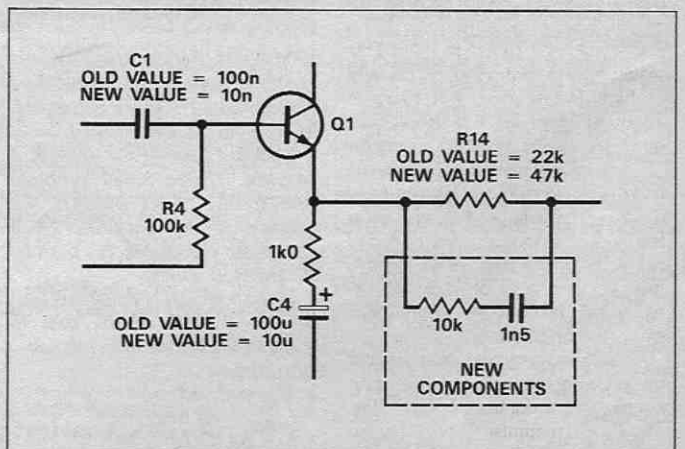 C1
OLD VALUE = 100n
NEW VALUE = 10n
Q1
R14
OLD VALUE = 22k
NEW VALUE = 47k
R4
100k
1k0
+
C4
OLD VALUE = 100u
NEW VALUE = 10u
10k
1n5
NEW
COMPONENTS